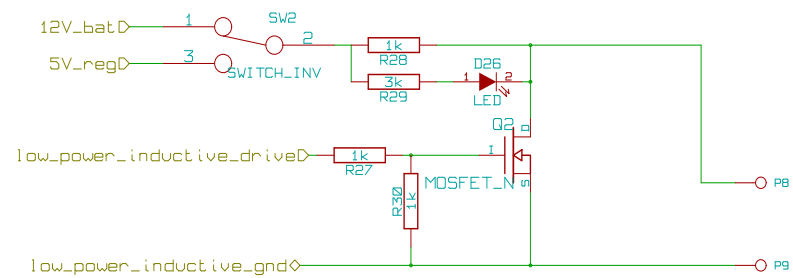 12V_bat 1 SW2 2
5V_reg 3 SWITCH_INV
1k R28
3k R29
1 D26 2 LED
Q2 D
low_power_inductive_drive 1k R27 I
MOSFET_N S
R30 1k
P8
low_power_inductive_gnd P9